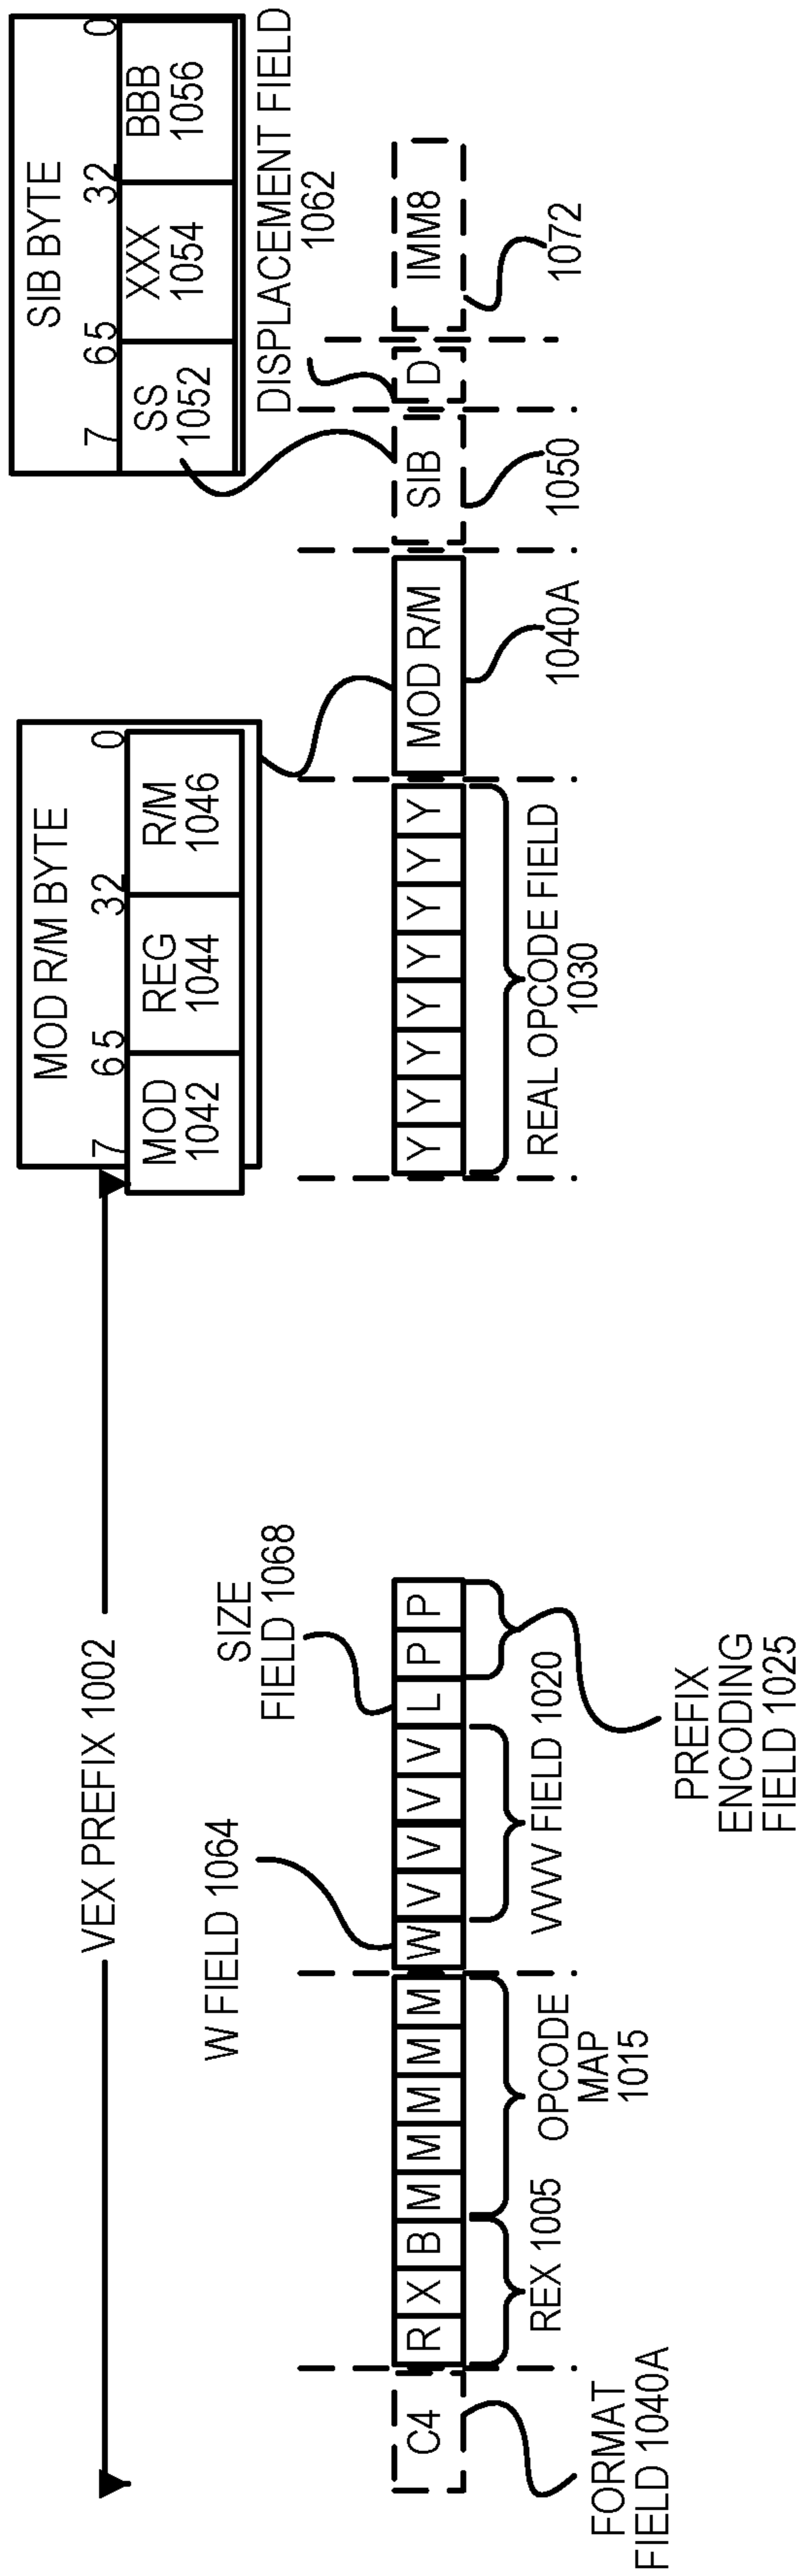 VEX PREFIX 1002
MOD R/M BYTE
7 6 5 3 2 0
MOD
1042
REG
1044
R/M
1046
SIB BYTE
7 6 5 3 2 0
SS
1052
XXX
1054
BBB
1056
W FIELD 1064
SIZE
FIELD 1068
DISPLACEMENT FIELD
1062
C4 R X B M M M M M W V V V V L P P Y Y Y Y Y Y Y Y MOD R/M SIB D IMM8
FORMAT
FIELD 1040A
REX 1005
OPCODE
MAP
1015
VVVV FIELD 1020
PREFIX
ENCODING
FIELD 1025
REAL OPCODE FIELD
1030
1040A
1050
1072